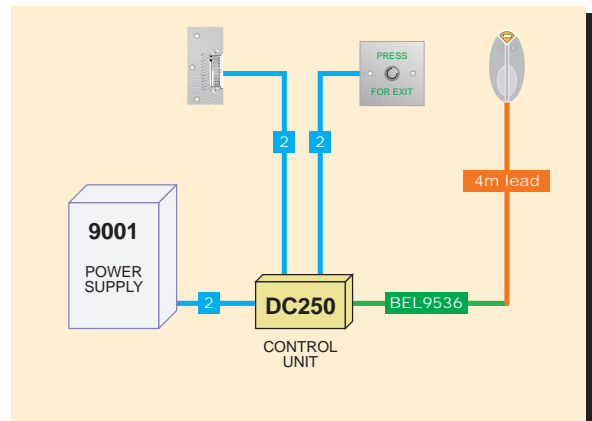 PRESS
FOR EXIT
2
2
4m lead
9001
POWER
SUPPLY
2
DC250
BEL9536
CONTROL
UNIT